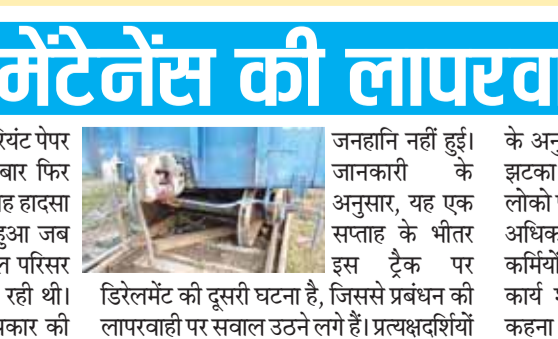 मेंटेनेंस की लापरव
रियंट पेपर
बार फिर
ह हादसा
हुआ जब
ल परिसर
रही थी।
कार की
जनहानि नहीं हुई।
जानकारी के
अनुसार, यह एक
सप्ताह के भीतर
इस ट्रैक पर
डिरेलमेंट की दूसरी घटना है, जिससे प्रबंधन की
लापरवाही पर सवाल उठने लगे हैं। प्रत्यक्षदर्शियों
के अनु
झटका
लोको
अधिक
कर्मियों
कार्य
कहना